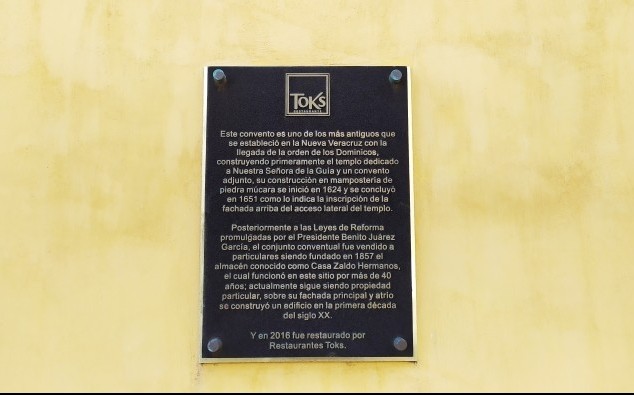 TOKS
RESTAURANTE
Este convento es uno de los más antiguos que
se estableció en la Nueva Veracruz con la
llegada de la orden de los Dominicos,
construyendo primeramente el templo dedicado
a Nuestra Señora de la Guía y un convento
adjunto, su construcción en mampostería de
piedra múcara se inició en 1624 y se concluyó
en 1651 como lo indica la inscripción de la
fachada arriba del acceso lateral del templo.
Posteriormente a las Leyes de Reforma
promulgadas por el Presidente Benito Juárez
García, el conjunto conventual fue vendido a
particulares siendo fundado en 1857 el
almacén conocido como Casa Zaldo Hermanos,
el cual funcionó en este sitio por más de 40
años; actualmente sigue siendo propiedad
particular, sobre su fachada principal y atrio
se construyó un edificio en la primera década
del siglo XX.
Y en 2016 fue restaurado por
Restaurantes Toks.